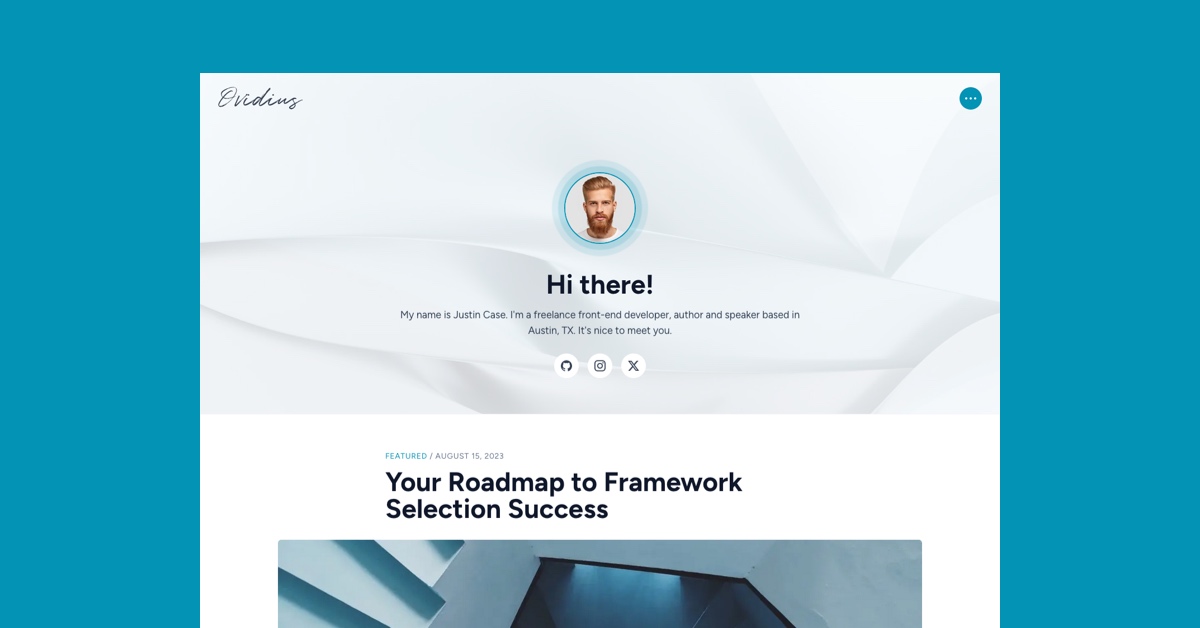 Ovidius
Hi there!
My name is Justin Case. I'm a freelance front-end developer, author and speaker based in
Austin, TX. It's nice to meet you.
FEATURED / AUGUST 15, 2023
Your Roadmap to Framework
Selection Success